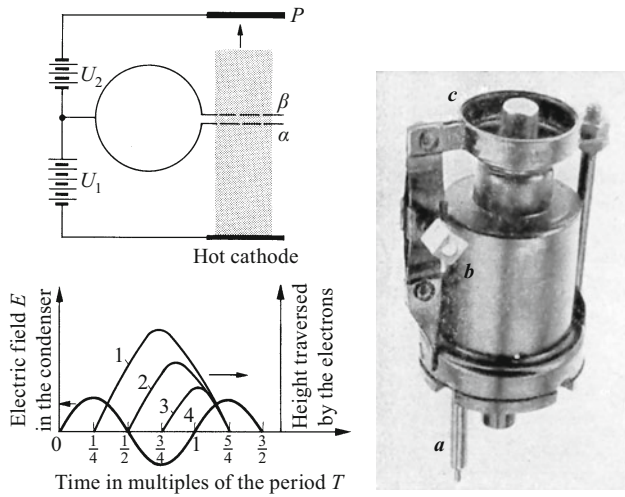 P
U2
β
α
U1
Hot cathode
c
b
a
Electric field E
in the condenser
Height traversed
by the electrons
1
2
3
4
0 1/4 1/2 3/4 1 5/4 3/2
Time in multiples of the period T